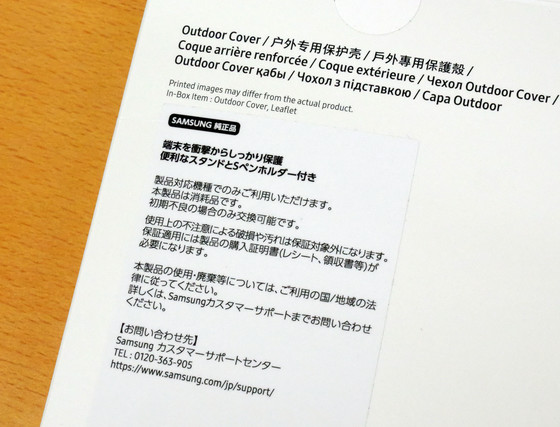 Outdoor Cover / 户外专用保护壳 / 戶外專用保護殼 /
Coque arrière renforcée / Coque extérieure / Чехол Outdoor Cover /
Outdoor Cover қабы / Чохол з підставкою / Capa Outdoor
Printed images may differ from the actual product.
In-Box Item : Outdoor Cover, Leaflet
SAMSUNG 純正品
端末を衝撃からしっかり保護
便利なスタンドとSペンホルダー付き
製品対応機種でのみご利用いただけます。
本製品は消耗品です。
初期不良の場合のみ交換可能です。
使用上の不注意による破損や汚れは保証対象外になります。
保証適用には製品の購入証明書(レシート、領収書等)が
必要になります。
本製品の使用・廃棄等については、ご利用の国/地域の法
律に従ってください。
詳しくは、Samsungカスタマーサポートまでお問い合わせ
ください。
【お問い合わせ先】
Samsung カスタマーサポートセンター
TEL : 0120-363-905
https://www.samsung.com/jp/support/